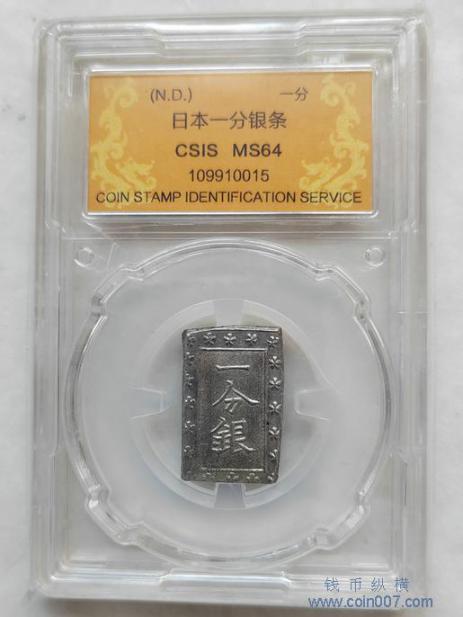 (N.D.) 一分
日本一分银条
CSIS MS64
109910015
COIN STAMP IDENTIFICATION SERVICE
一
分
銀
钱币纵横
www.coin007.com